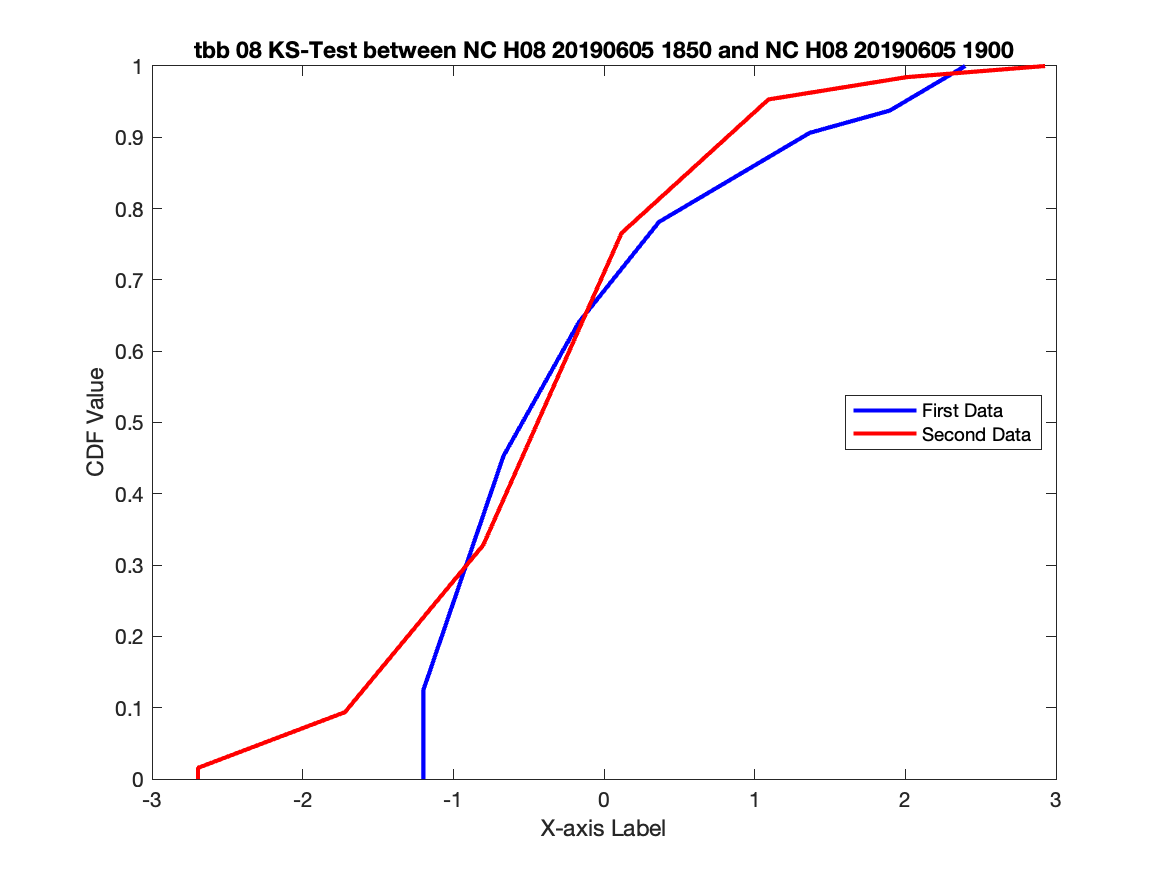 tbb 08 KS-Test between NC H08 20190605 1850 and NC H08 20190605 1900
1
0.9
0.8
0.7
0.6
0.5
0.4
0.3
0.2
0.1
0
CDF Value
First Data
Second Data
-3 -2 -1 0 1 2 3
X-axis Label